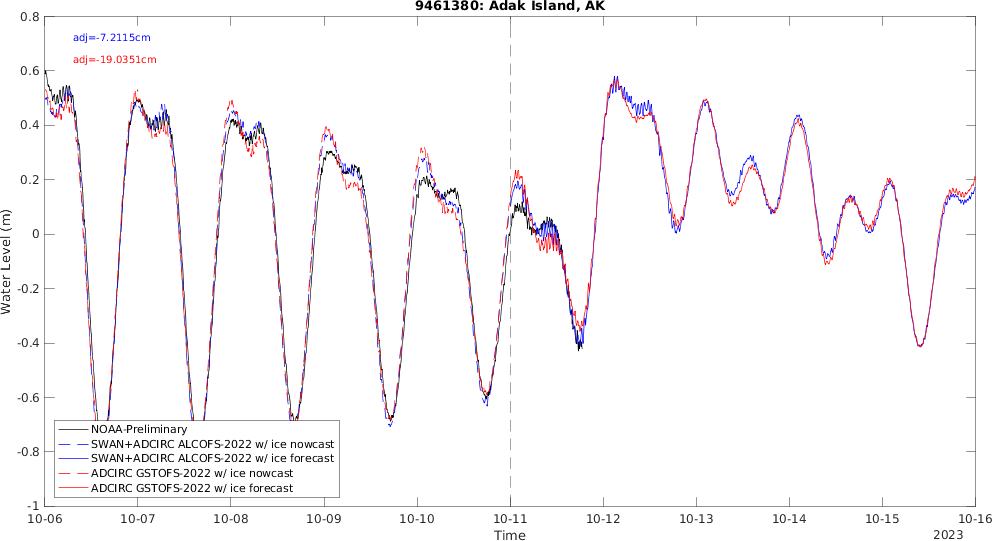 9461380: Adak Island, AK
adj=-7.2115cm
adj=-19.0351cm
Water Level (m)
0.8
0.6
0.4
0.2
0
-0.2
-0.4
-0.6
-0.8
-1
NOAA-Preliminary
SWAN+ADCIRC ALCOFS-2022 w/ ice nowcast
SWAN+ADCIRC ALCOFS-2022 w/ ice forecast
ADCIRC GSTOFS-2022 w/ ice nowcast
ADCIRC GSTOFS-2022 w/ ice forecast
10-06 10-07 10-08 10-09 10-10 10-11 10-12 10-13 10-14 10-15 10-16
Time
2023